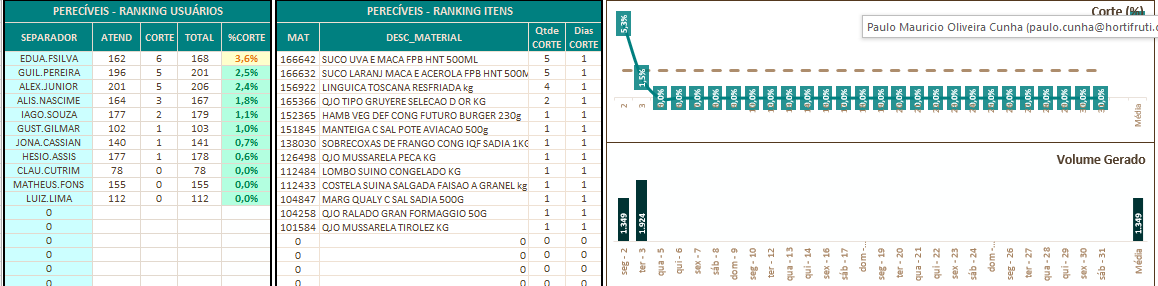 PERECÍVEIS - RANKING USUÁRIOS
SEPARADOR ATEND CORTE TOTAL %CORTE
EDUA.FSILVA 162 6 168 3,6%
GUIL.PEREIRA 196 5 201 2,5%
ALEX.JUNIOR 201 5 206 2,4%
ALIS.NASCIME 164 3 167 1,8%
IAGO.SOUZA 177 2 179 1,1%
GUST.GILMAR 102 1 103 1,0%
JONA.CASSIAN 140 1 141 0,7%
HESIO.ASSIS 177 1 178 0,6%
CLAU.CUTRIM 78 0 78 0,0%
MATHEUS.FONS 155 0 155 0,0%
LUIZ.LIMA 112 0 112 0,0%
0
0
0
0
0
0
PERECÍVEIS - RANKING ITENS
MAT DESC_MATERIAL Qtde CORTE Dias CORTE
166642 SUCO UVA E MACA FPB HNT 500ML 5 1
166632 SUCO LARANJ MACA E ACEROLA FPB HNT 500M 5 1
156922 LINGUICA TOSCANA RESFRIADA kg 4 1
165366 QJO TIPO GRUYERE SELECAO D OR KG 2 1
152365 HAMB VEG DEF CONG FUTURO BURGER 230g 1 1
151845 MANTEIGA C SAL POTE AVIACAO 500g 1 1
138030 SOBRECOXAS DE FRANGO CONG IQF SADIA 1KG 1 1
126498 QJO MUSSARELA PECA KG 1 1
112484 LOMBO SUINO CONGELADO KG 1 1
112433 COSTELA SUINA SALGADA FAISAO A GRANEL kg 1 1
104847 MARG QUALY C SAL SADIA 500G 1 1
104258 QJO RALADO GRAN FORMAGGIO 50G 1 1
101584 QJO MUSSARELA TIROLEZ KG 1 1
0 0 0 0
0 0 0 0
0 0 0 0
0 0 0 0
Corte (%)
Paulo Mauricio Oliveira Cunha (paulo.cunha@hortifruti.c
5,3%
1,5%
0,0% 0,0% 0,0% 0,0% 0,0% 0,0% 0,0% 0,0% 0,0% 0,0% 0,0% 0,0% 0,0% 0,0% 0,0% 0,0% 0,0% 0,0% 0,0% 0,0% 0,0% 0,0% 0,0% 0,0% 0,0%
2 3 Média
Volume Gerado
1.349 1.924 1.349
seg - 2 ter - 3 qua - 5 qui - 6 sex - 7 sáb - 8 dom - 9 seg - 10 ter - 12 qua - 13 qui - 14 sex - 16 sáb - 17 dom -... seg - 19 ter - 20 qua - 21 qui - 22 sex - 23 sáb - 24 dom -... seg - 26 ter - 27 qua - 28 qui - 29 sex - 30 sáb - 31 Média